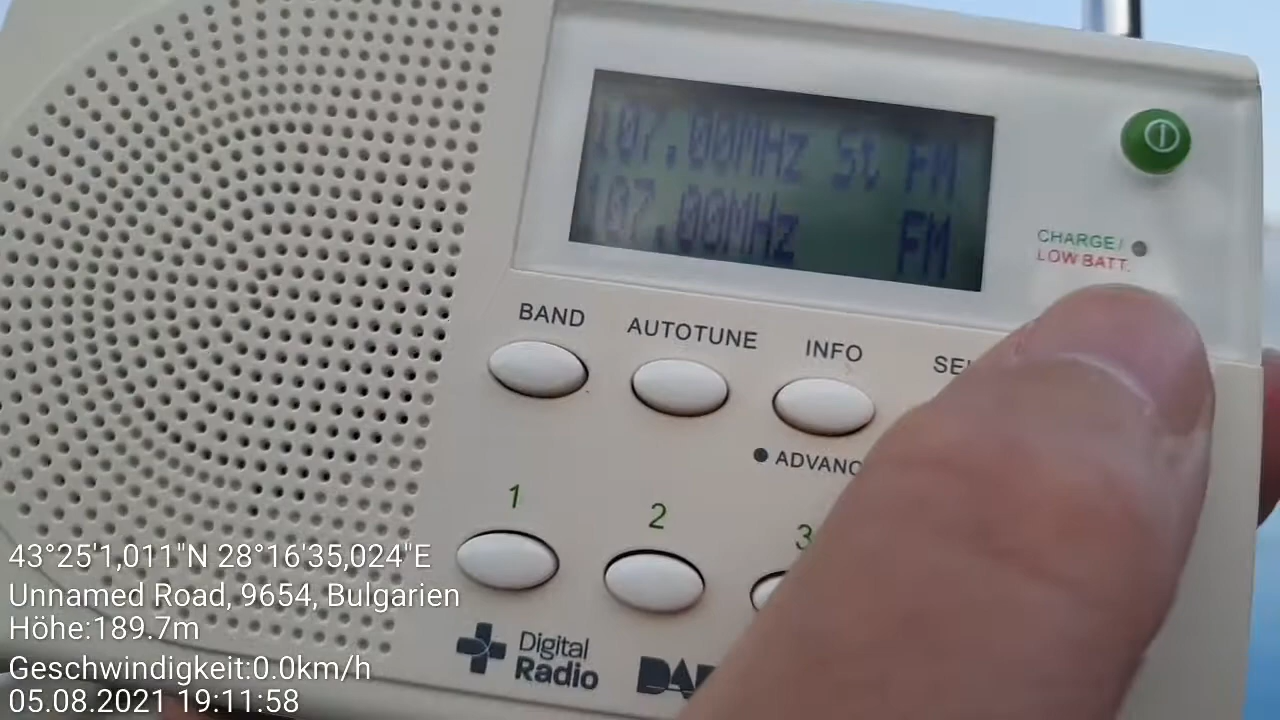 107.00MHz St FM
107.00MHz FM
CHARGE/
LOW BATT.
BAND AUTOTUNE INFO
ADVANC
1 2 3
Digital
Radio
43°25'1,011"N 28°16'35,024"E
Unnamed Road, 9654, Bulgarien
Höhe:189.7m
Geschwindigkeit:0.0km/h
05.08.2021 19:11:58